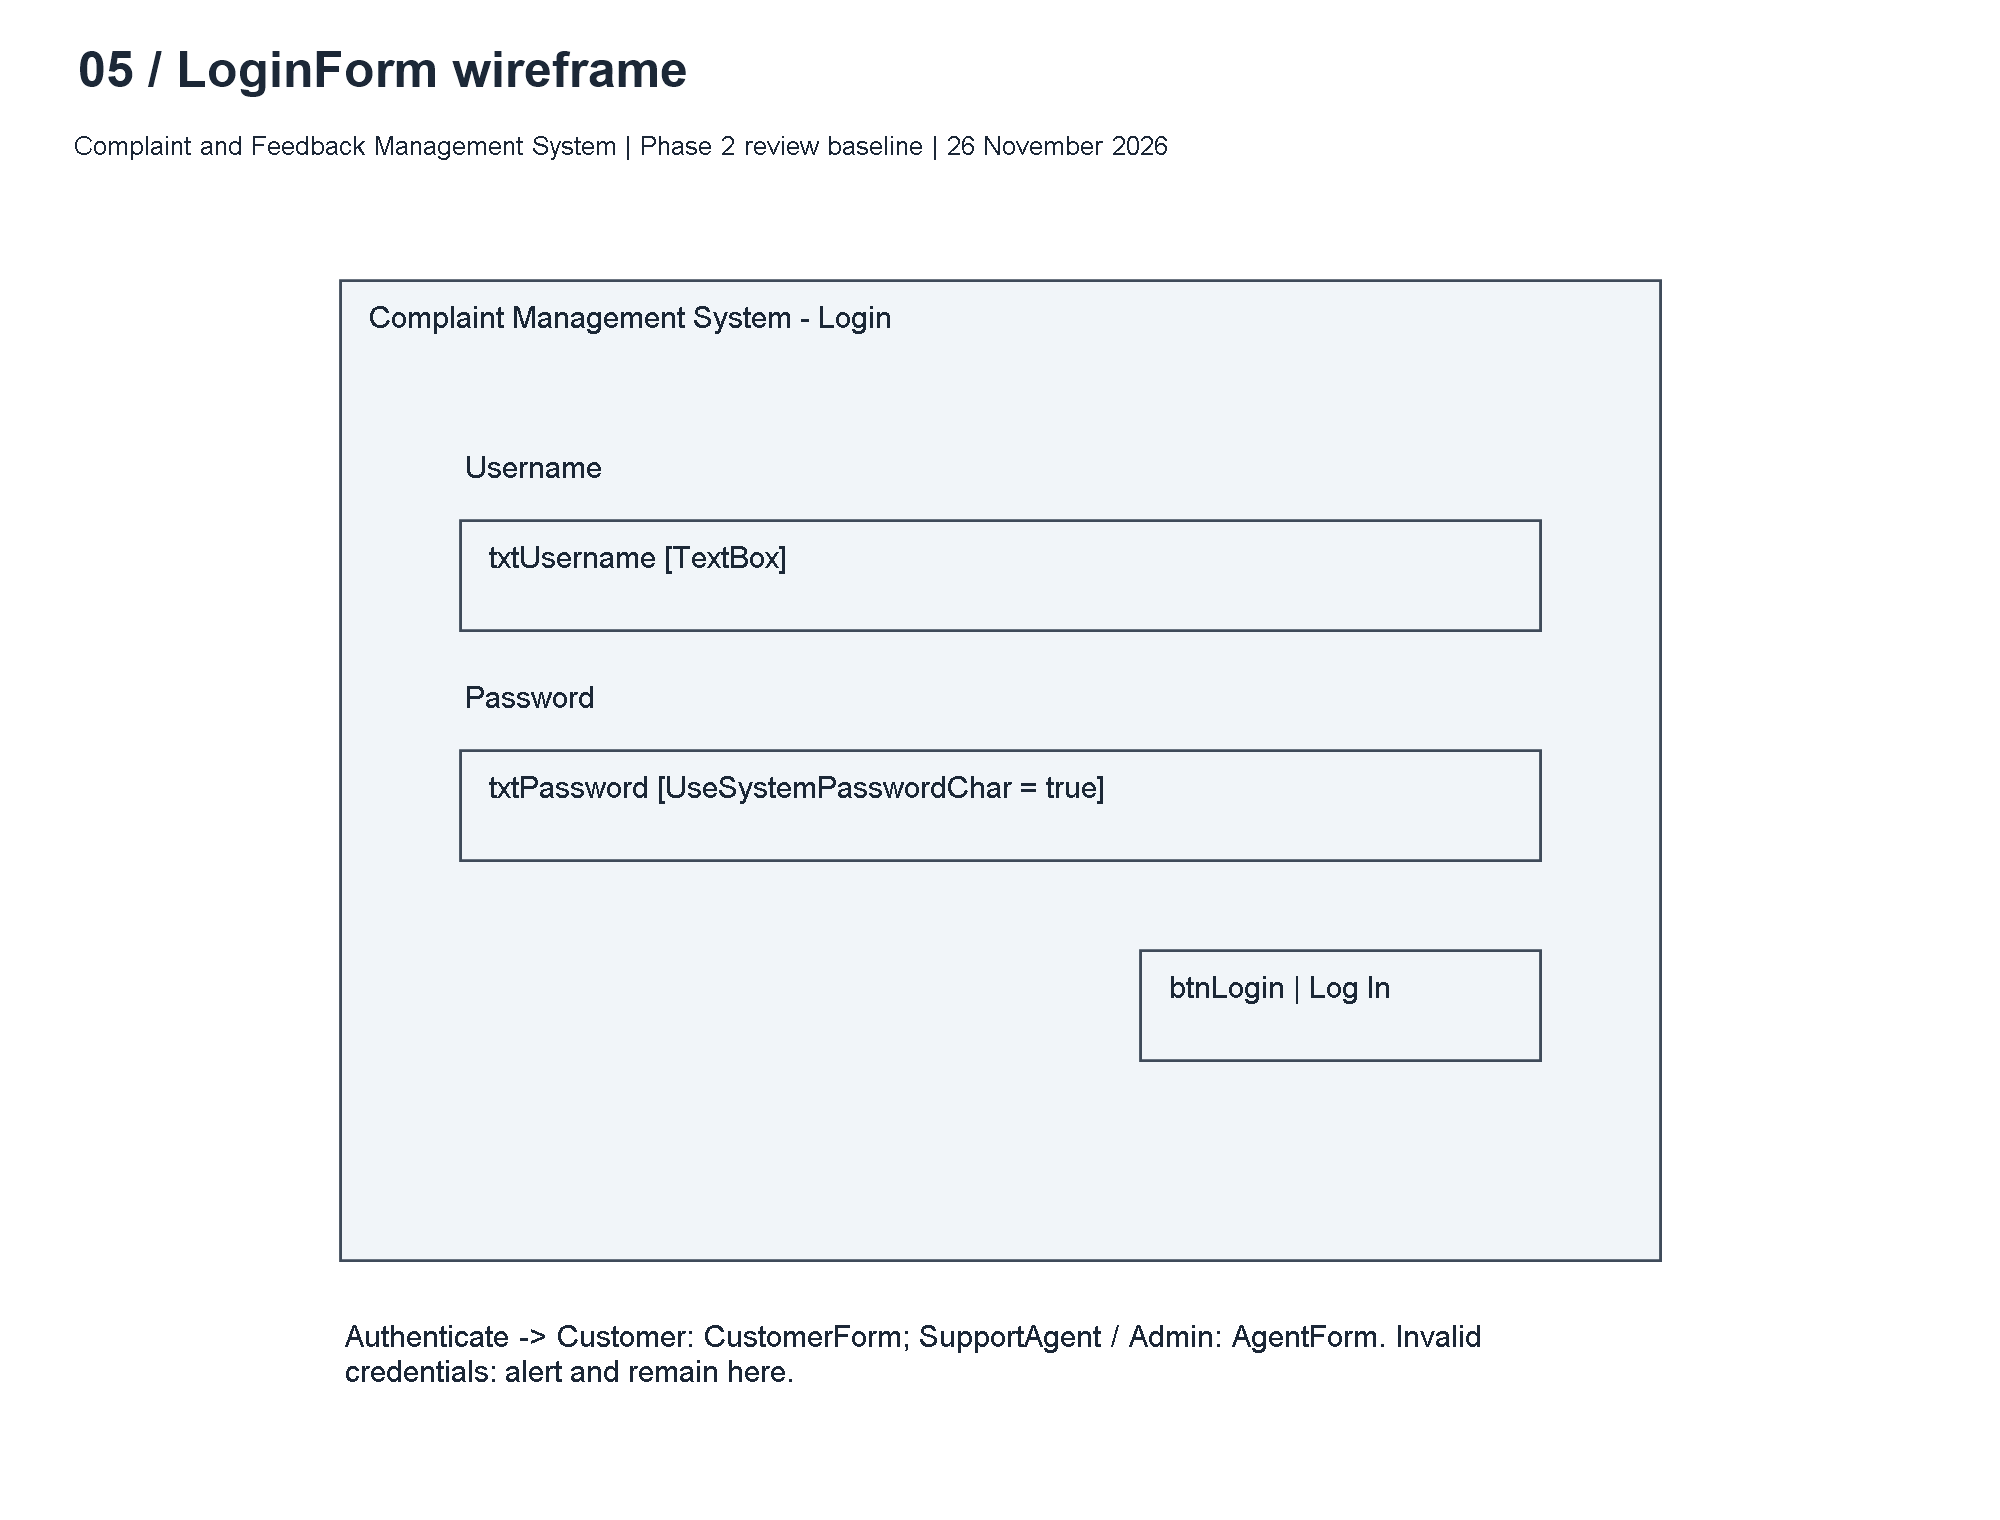 05 / LoginForm wireframe
Complaint and Feedback Management System | Phase 2 review baseline | 26 November 2026
Complaint Management System - Login
Username
txtUsername [TextBox]
Password
txtPassword [UseSystemPasswordChar = true]
btnLogin | Log In
Authenticate -> Customer: CustomerForm; SupportAgent / Admin: AgentForm. Invalid
credentials: alert and remain here.